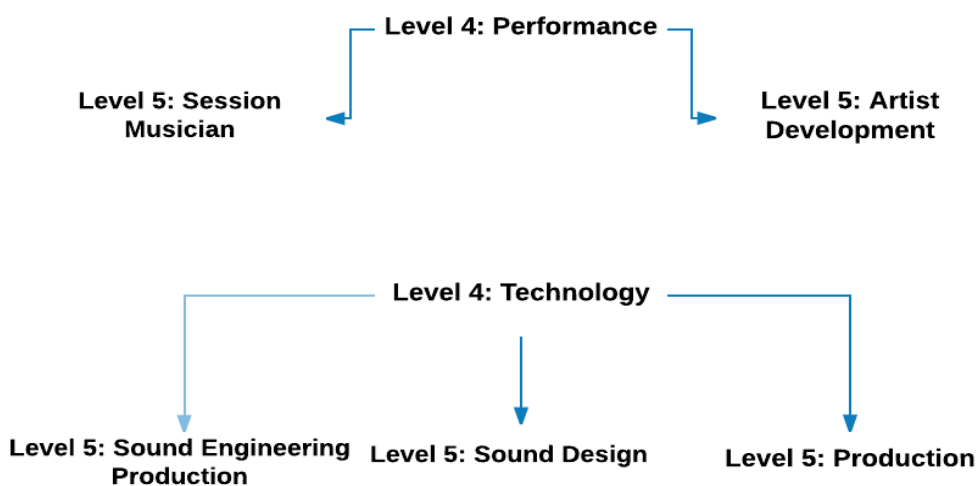 Level 4: Performance
Level 5: Session
Musician
Level 5: Artist
Development
Level 4: Technology
Level 5: Sound Engineering
Production
Level 5: Sound Design
Level 5: Production